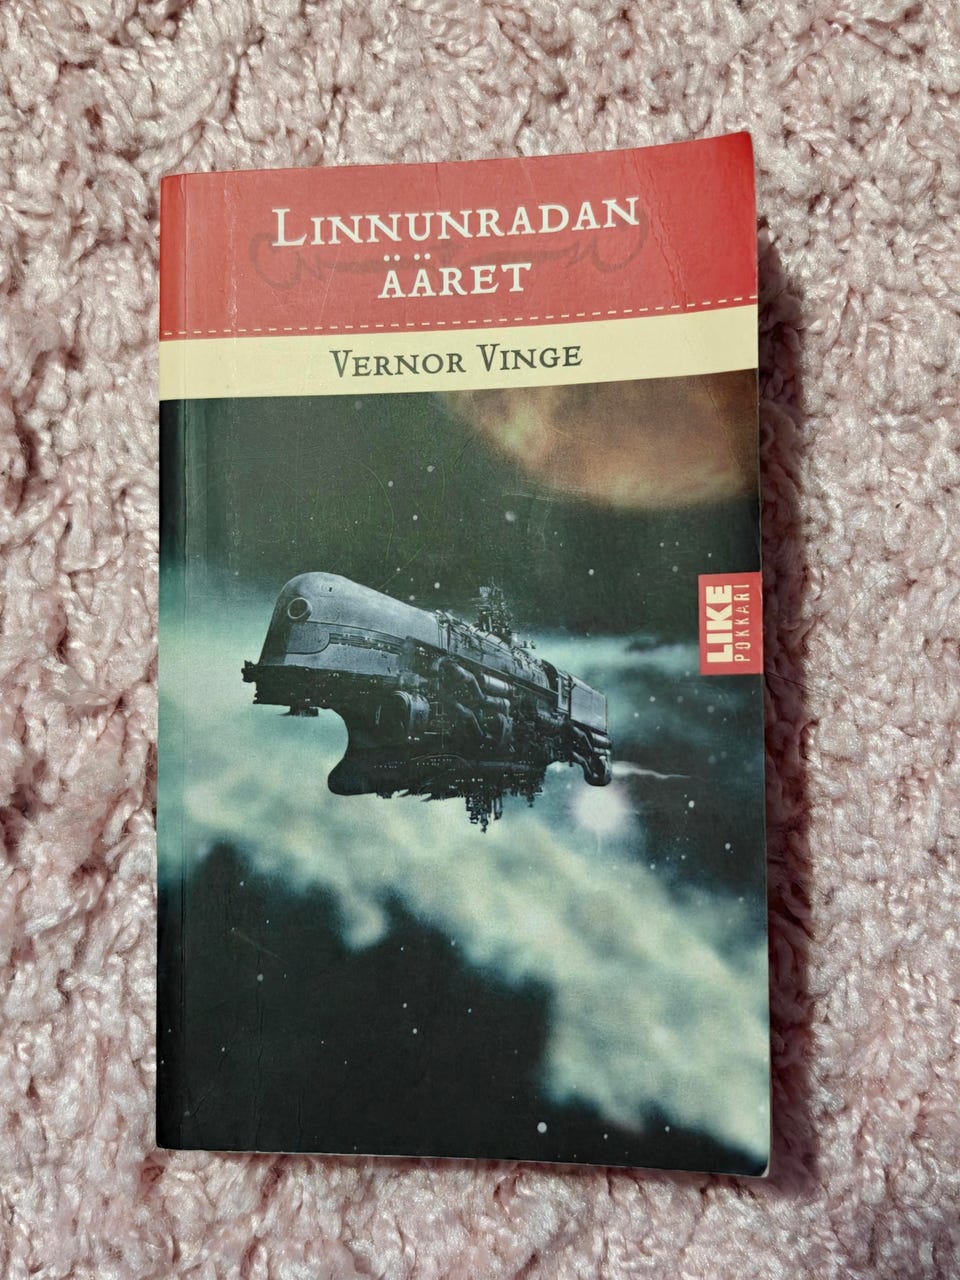 LINNUNRADAN
ÄÄRET
VERNOR VINGE
LIKE
POKKARI